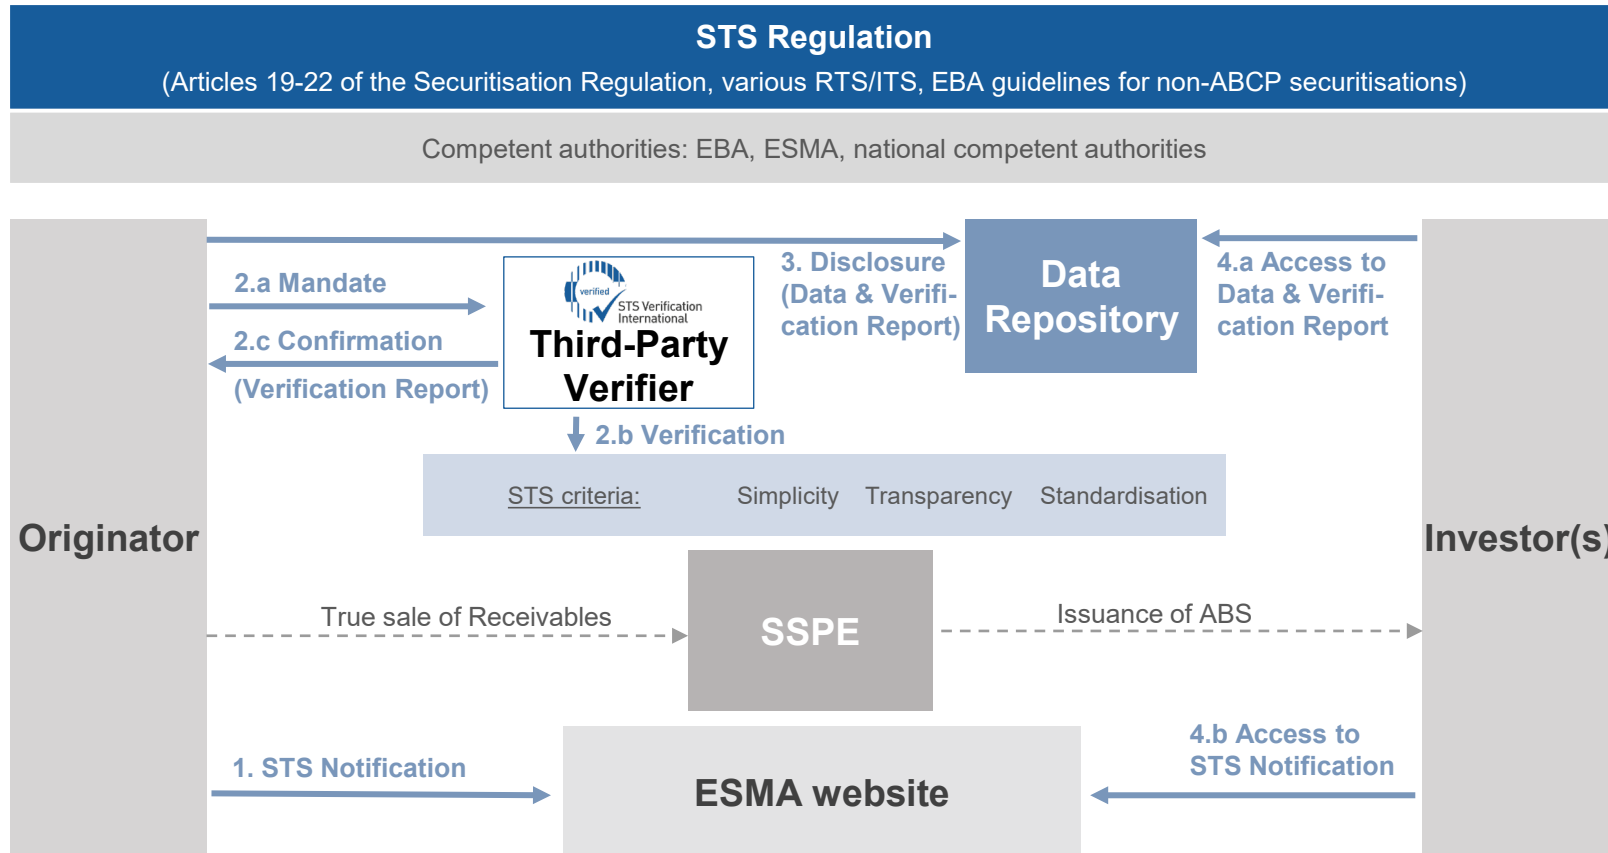 STS Regulation
(Articles 19-22 of the Securitisation Regulation, various RTS/ITS, EBA guidelines for non-ABCP securitisations)
Competent authorities: EBA, ESMA, national competent authorities
Originator
2.a Mandate
2.c Confirmation
(Verification Report)
verified
STS Verification
International
Third-Party
Verifier
2.b Verification
3. Disclosure
(Data & Verifi-
cation Report)
Data
Repository
4.a Access to
Data & Verifi-
cation Report
STS criteria: Simplicity Transparency Standardisation
Investor(s)
True sale of Receivables
SSPE
Issuance of ABS
1. STS Notification
ESMA website
4.b Access to
STS Notification